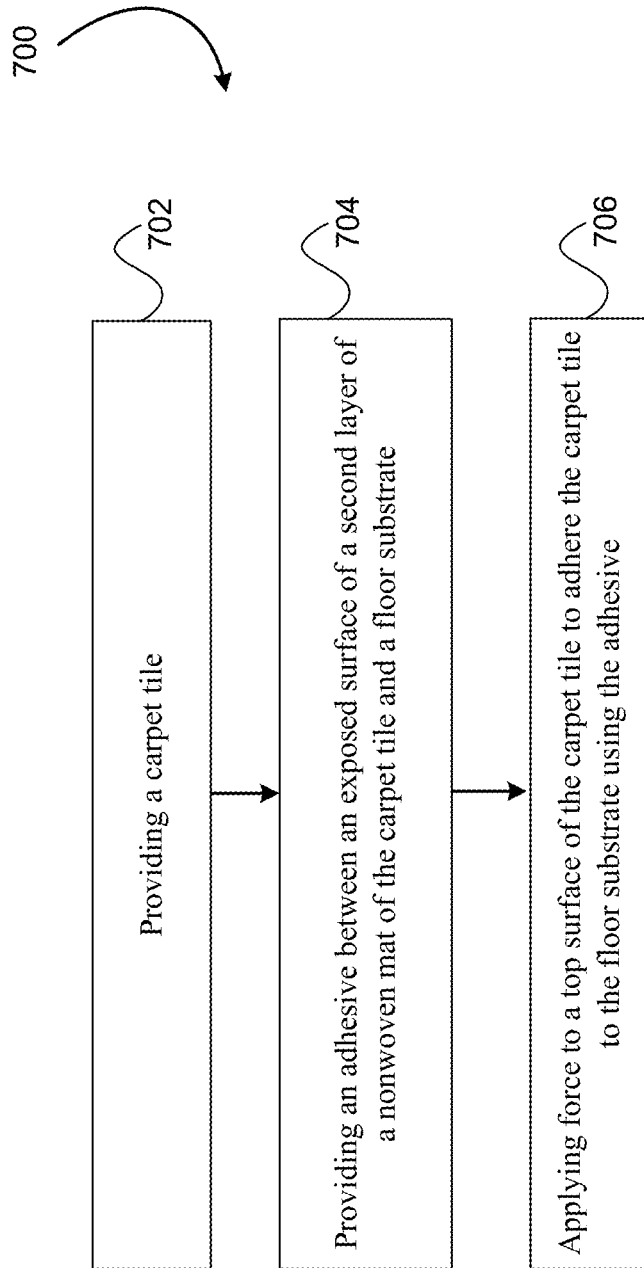 700
702
Providing a carpet tile
704
Providing an adhesive between an exposed surface of a second layer of
a nonwoven mat of the carpet tile and a floor substrate
706
Applying force to a top surface of the carpet tile to adhere the carpet tile
to the floor substrate using the adhesive